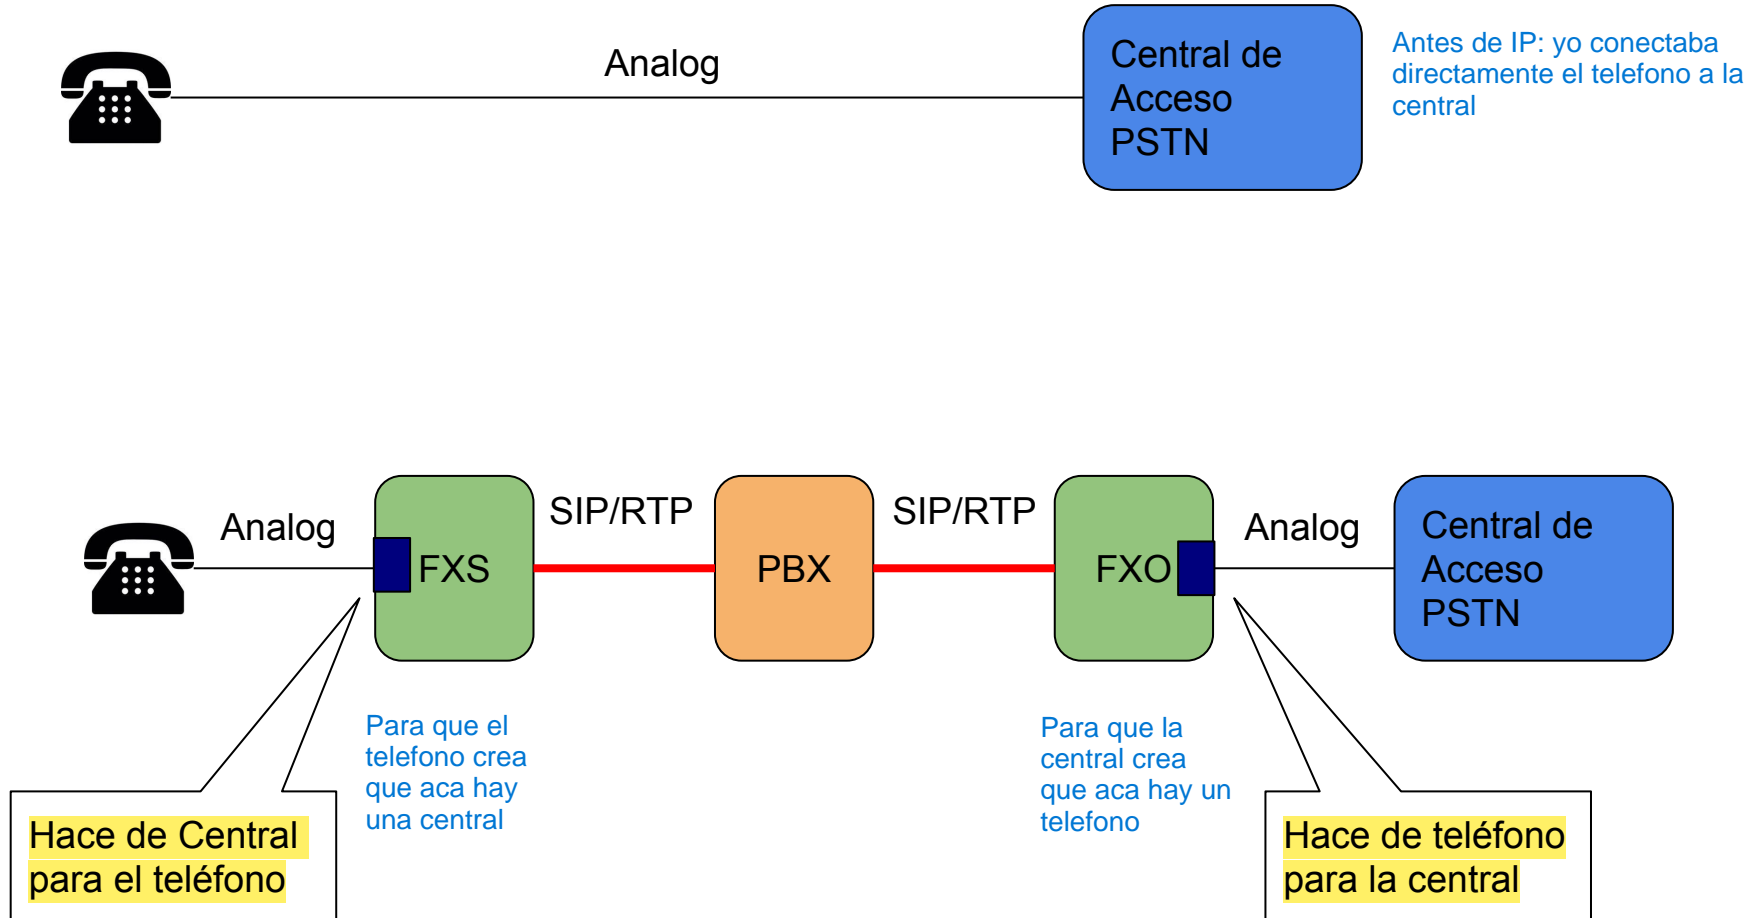 Analog
Central de
Acceso
PSTN
Antes de IP: yo conectaba
directamente el telefono a la
central
Analog
FXS
SIP/RTP
PBX
SIP/RTP
FXO
Analog
Central de
Acceso
PSTN
Para que el
telefono crea
que aca hay
una central
Para que la
central crea
que aca hay un
telefono
Hace de Central
para el teléfono
Hace de teléfono
para la central